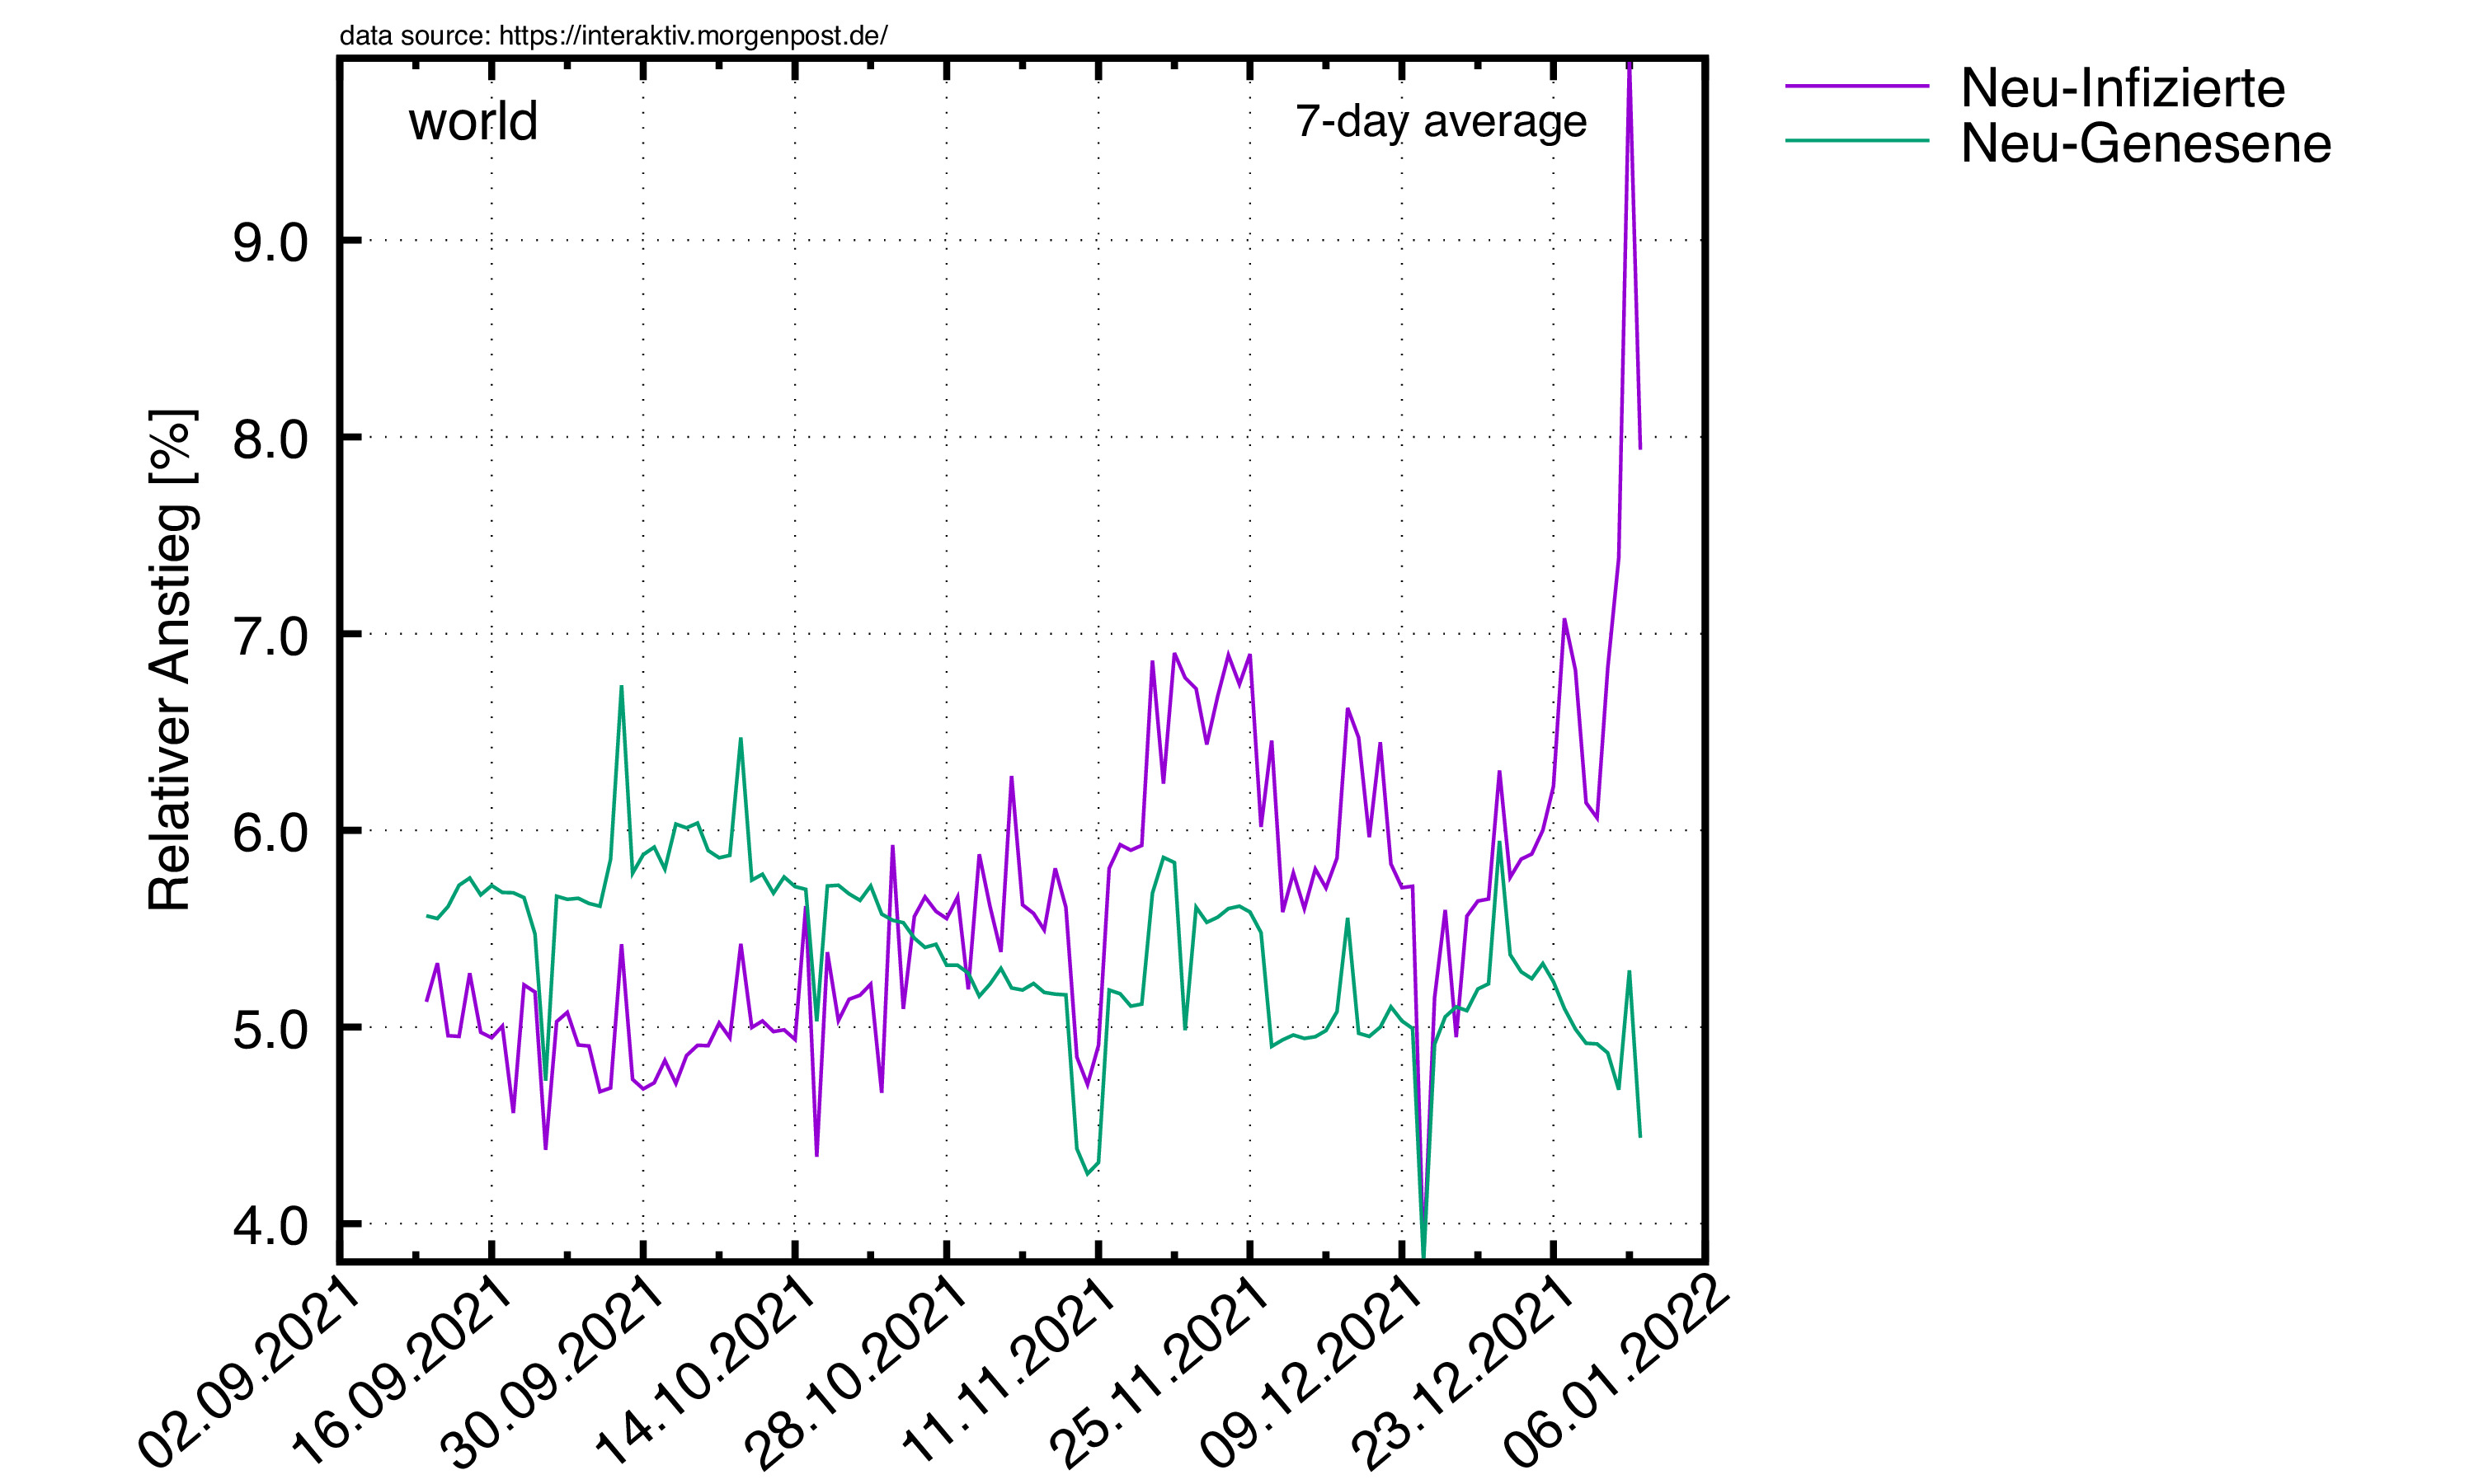 data source: https://interaktiv.morgenpost.de/
world
7-day average
Neu-Infizierte
Neu-Genesene
Relativer Anstieg [%]
9.0
8.0
7.0
6.0
5.0
4.0
02.09.2021
16.09.2021
30.09.2021
14.10.2021
28.10.2021
11.11.2021
25.11.2021
09.12.2021
23.12.2021
06.01.2022